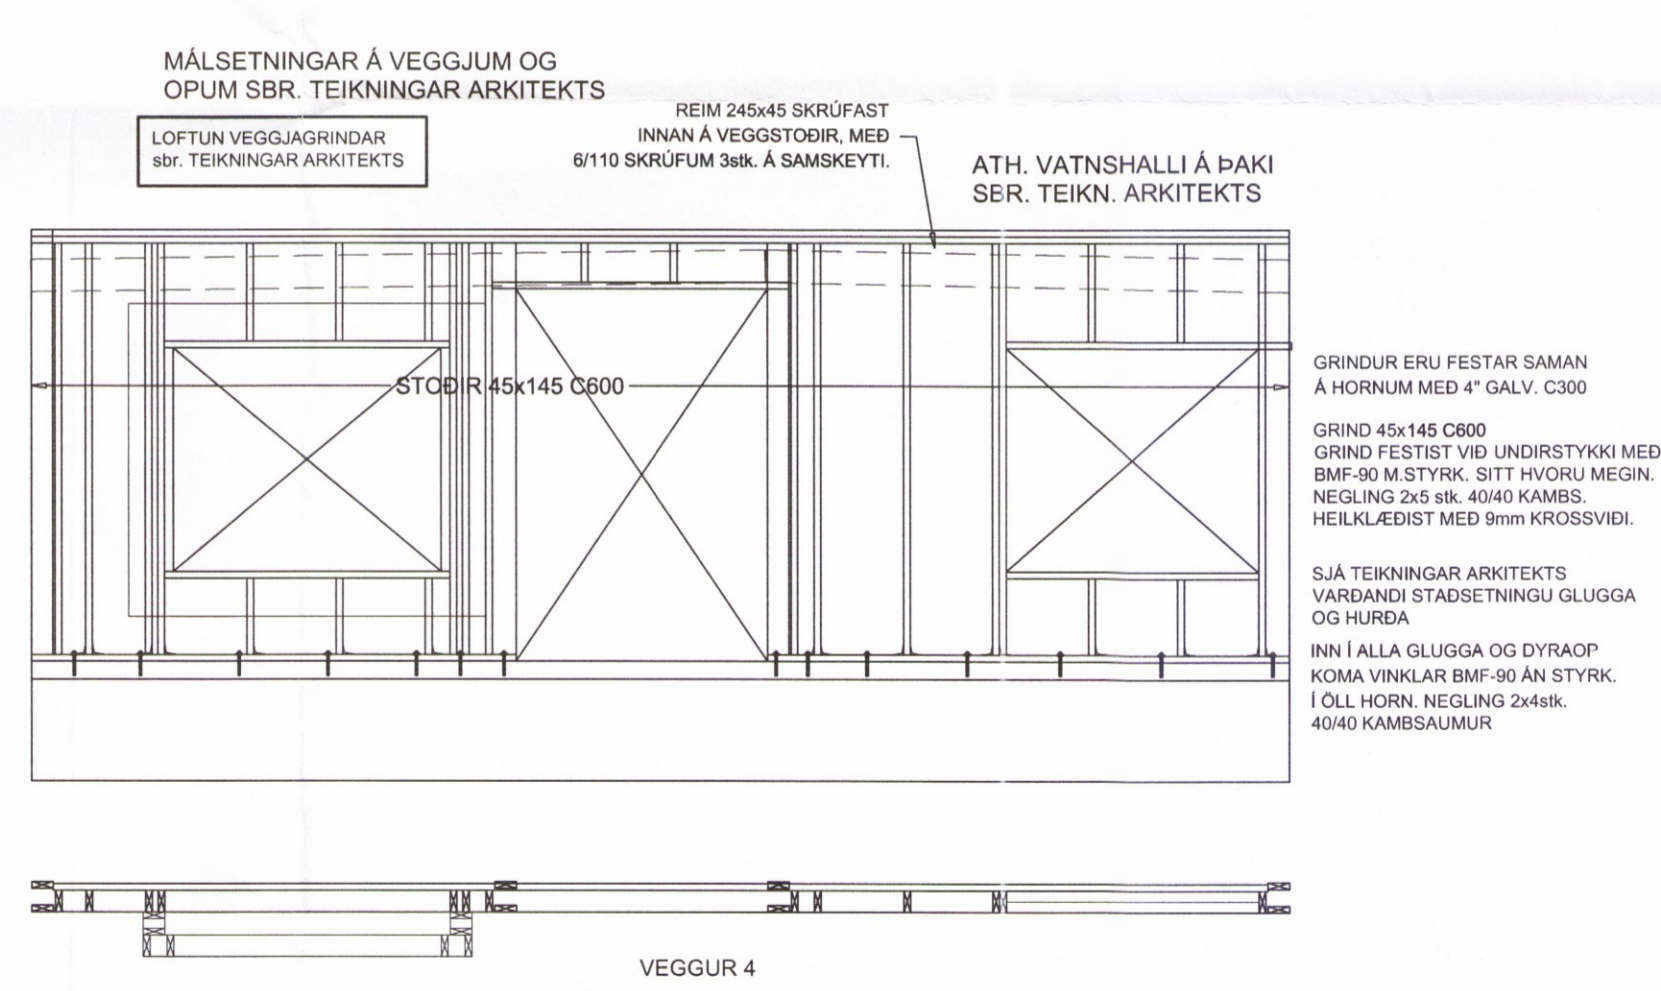 MÁLSETNINGAR Á VEGGJUM OG
OPUM SBR. TEIKNINGAR ARKITEKTS
LOFTUN VEGGJAGRINDAR
sbr. TEIKNINGAR ARKITEKTS
REIM 245x45 SKRÚFAST
INNAN Á VEGGSTOÐIR, MEÐ
6/110 SKRÚFUM 3stk. Á SAMSKEYTI.
ATH. VATNSHALLI Á ÞAKI
SBR. TEIKN. ARKITEKTS
STOÐIR 45x145 C600
GRINDUR ERU FESTAR SAMAN
Á HORNUM MEÐ 4" GALV. C300
GRIND 45x145 C600
GRIND FESTIST VIÐ UNDIRSTYKKI MEÐ
BMF-90 M.STYRK. SITT HVORU MEGIN.
NEGLING 2x5 stk. 40/40 KAMBS.
HEILKLÆÐIST MEÐ 9mm KROSSVIÐI.
SJÁ TEIKNINGAR ARKITEKTS
VARÐANDI STAÐSETNINGU GLUGGA
OG HURÐA
INN Í ALLA GLUGGA OG DYRAOP
KOMA VINKLAR BMF-90 ÁN STYRK.
Í ÖLL HORN. NEGLING 2x4stk.
40/40 KAMBSAUMUR
VEGGUR 4